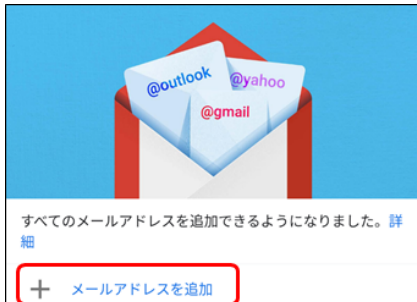 @outlook
@yahoo
@gmail
すべてのメールアドレスを追加できるようになりました。詳
細
メールアドレスを追加